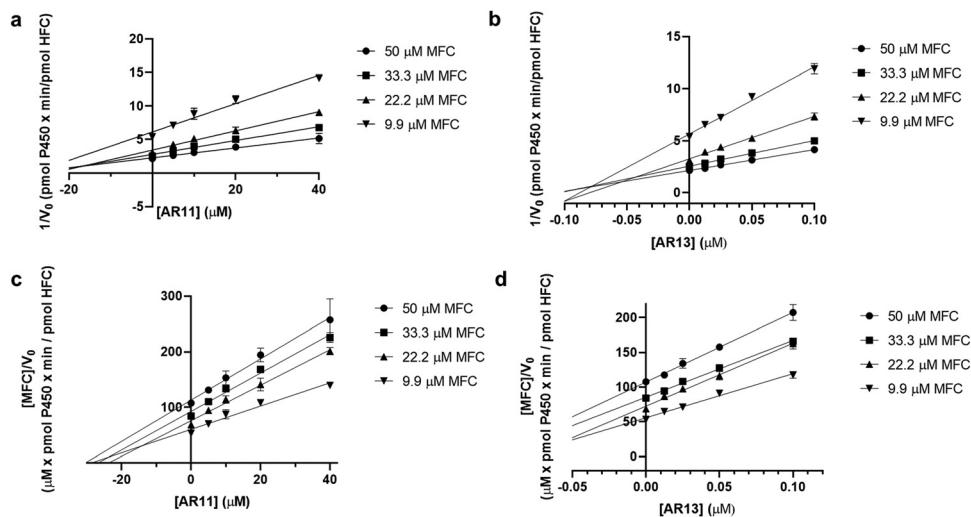 a
1/V0 (pmol P450 x min/pmol HFC)
20
15
10
5
-5
-20
0
20
40
[AR11] (μM)
50 μM MFC
33.3 μM MFC
22.2 μM MFC
9.9 μM MFC
b
1/V0 (pmol P450 x min/pmol HFC)
15
10
5
0
-0.10
-0.05
0.00
0.05
0.10
[AR13] (μM)
50 μM MFC
33.3 μM MFC
22.2 μM MFC
9.9 μM MFC
c
[MFC]/V0
(μM x pmol P450 x min / pmol HFC)
300
200
100
-20
0
20
40
[AR11] (μM)
50 μM MFC
33.3 μM MFC
22.2 μM MFC
9.9 μM MFC
d
[MFC]/V0
(μM x pmol P450 x min / pmol HFC)
200
150
100
50
0
-0.05
0.00
0.05
0.10
[AR13] (μM)
50 μM MFC
33.3 μM MFC
22.2 μM MFC
9.9 μM MFC